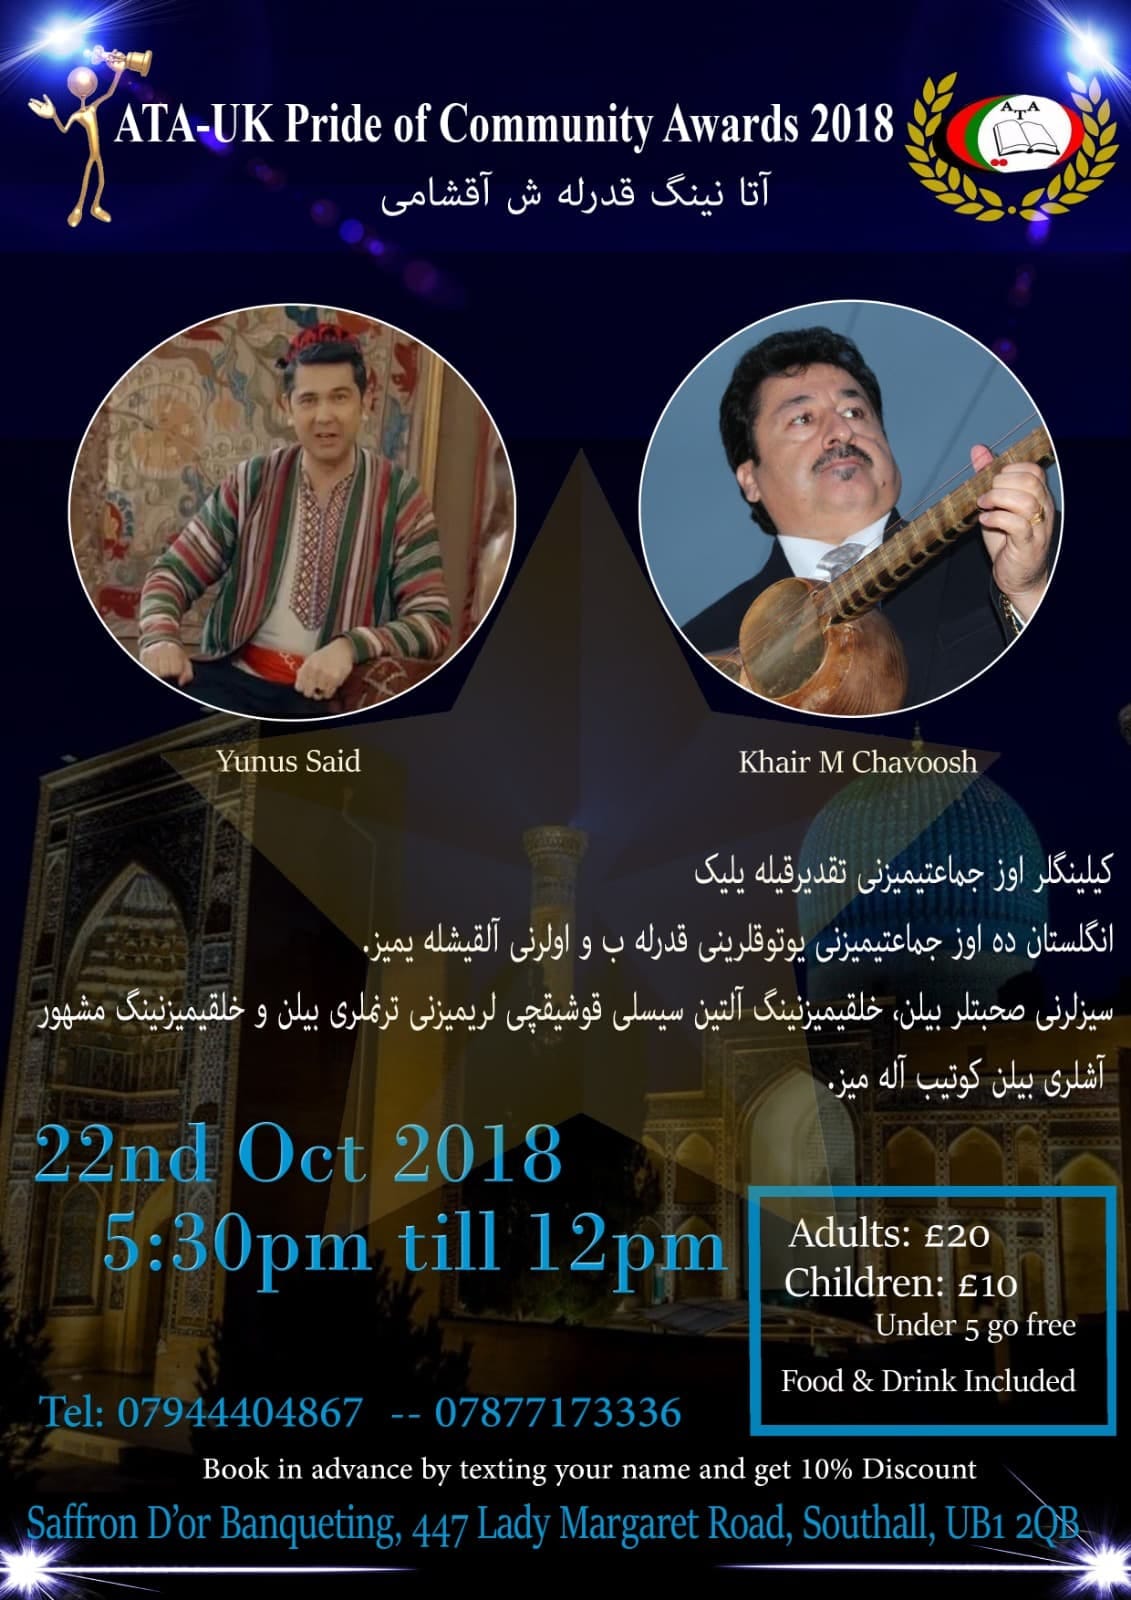 ATA-UK Pride of Community Awards 2018
ATA
آتا نینگ قدرله ش آقشامی
Yunus Said
Khair M Chavoosh
کیلینگلر اوز جماعتیمیزنی تقدیرقیله یلیک
انگلستان ده اوز جماعتیمیزنی یوتوقلرینی قدرله ب و اولرنی آلقیشله یمیز.
سیزلرنی صحبتلر بیلن، خلقیمیزنینگ آلتین سیسلی قوشیقچی لریمیزنی ترنملری بیلن و خلقیمیزنینگ مشهور
آشلری بیلن کوتیب آله میز.
22nd Oct 2018
5:30pm till 12pm
Adults: £20
Children: £10
Under 5 go free
Food & Drink Included
Tel: 07944404867 -- 07877173336
Book in advance by texting your name and get 10% Discount
Saffron D’or Banqueting, 447 Lady Margaret Road, Southall, UB1 2QB